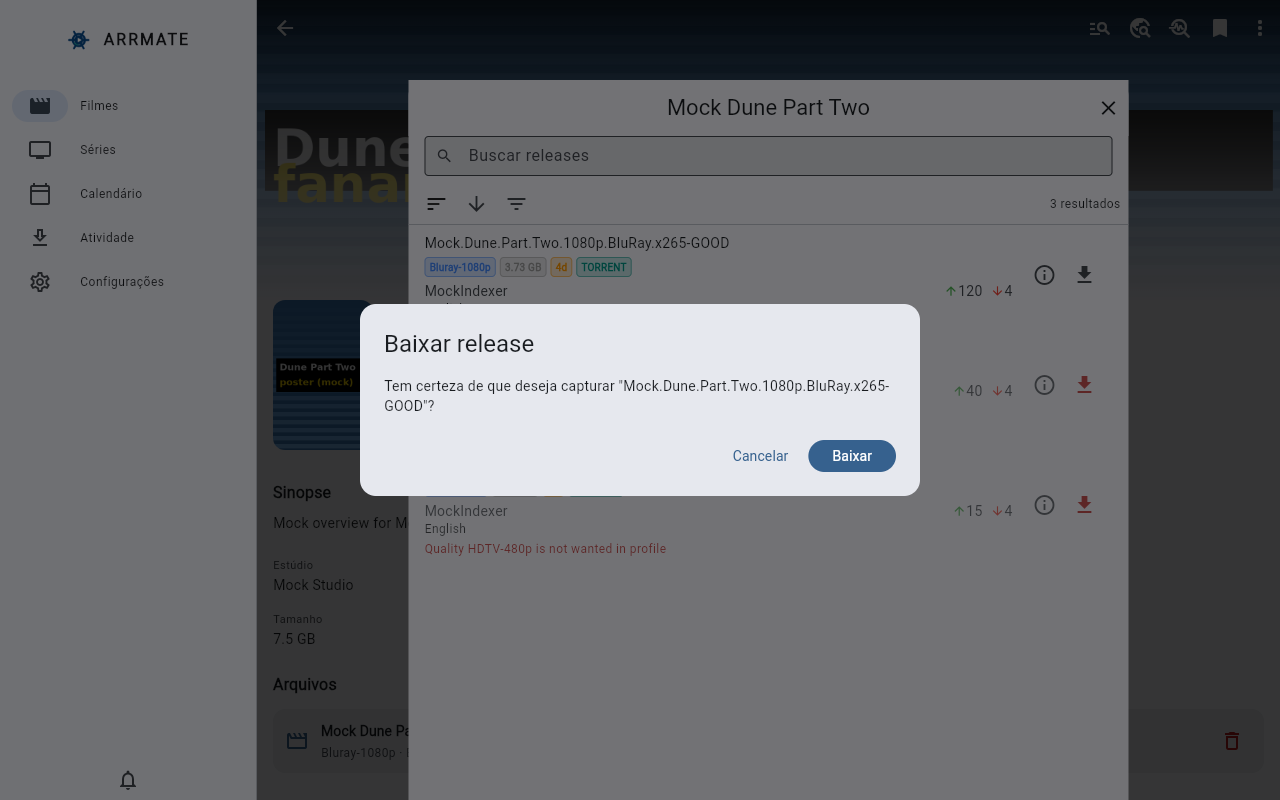 ARRMATE
Filmes
Séries
Calendário
Atividade
Configurações
Dune
fanar
Dune Part Two
poster (mock)
Sinopse
Mock overview for M
Estúdio
Mock Studio
Tamanho
7.5 GB
Arquivos
Mock Dune Pa
Bluray-1080p ·
Mock Dune Part Two
Buscar releases
3 resultados
Mock.Dune.Part.Two.1080p.BluRay.x265-GOOD
Bluray-1080p 3.73 GB 4d TORRENT
MockIndexer
120 4
40 4
MockIndexer
15 4
English
Quality HDTV-480p is not wanted in profile
Baixar release
Tem certeza de que deseja capturar "Mock.Dune.Part.Two.1080p.BluRay.x265-
GOOD"?
Cancelar
Baixar